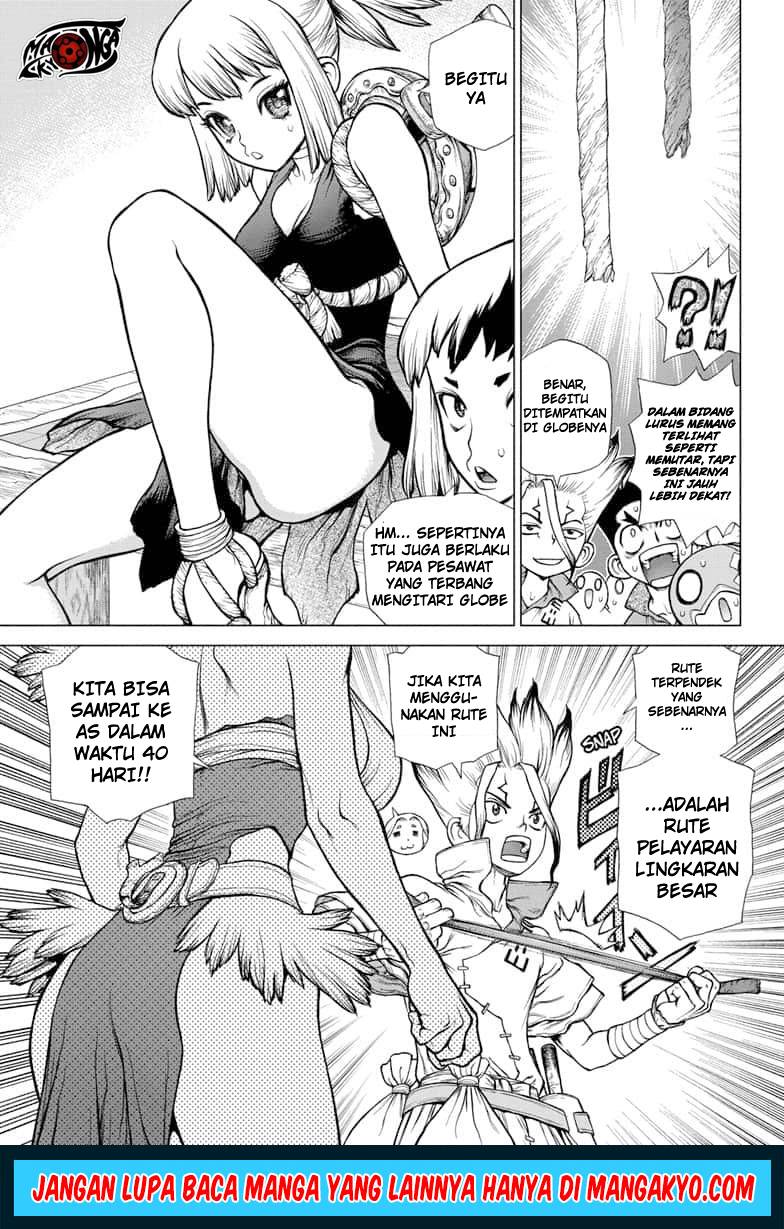 MANGA
KYO
BEGITU
YA
HM... SEPERTINYA
ITU JUGA BERLAKU
PADA PESAWAT
YANG TERBANG
MENGITARI GLOBE
?!
BENAR,
BEGITU
DITEMPATKAN
DI GLOBENYA
DALAM BIDANG
LURUS MEMANG
TERLIHAT
SEPERTI
MEMUTAR, TAPI
SEBENARNYA
INI JAUH
LEBIH DEKAT!
RUTE
TERPENDEK
YANG
SEBENARNYA
...
...ADALAH
RUTE
PELAYARAN
LINGKARAN
BESAR
SNAP
JIKA KITA
MENGGU-
NAKAN RUTE
INI
KITA BISA
SAMPAI KE
AS DALAM
WAKTU 40
HARI!!
JANGAN LUPA BACA MANGA YANG LAINNYA HANYA DI MANGAKYO.COM